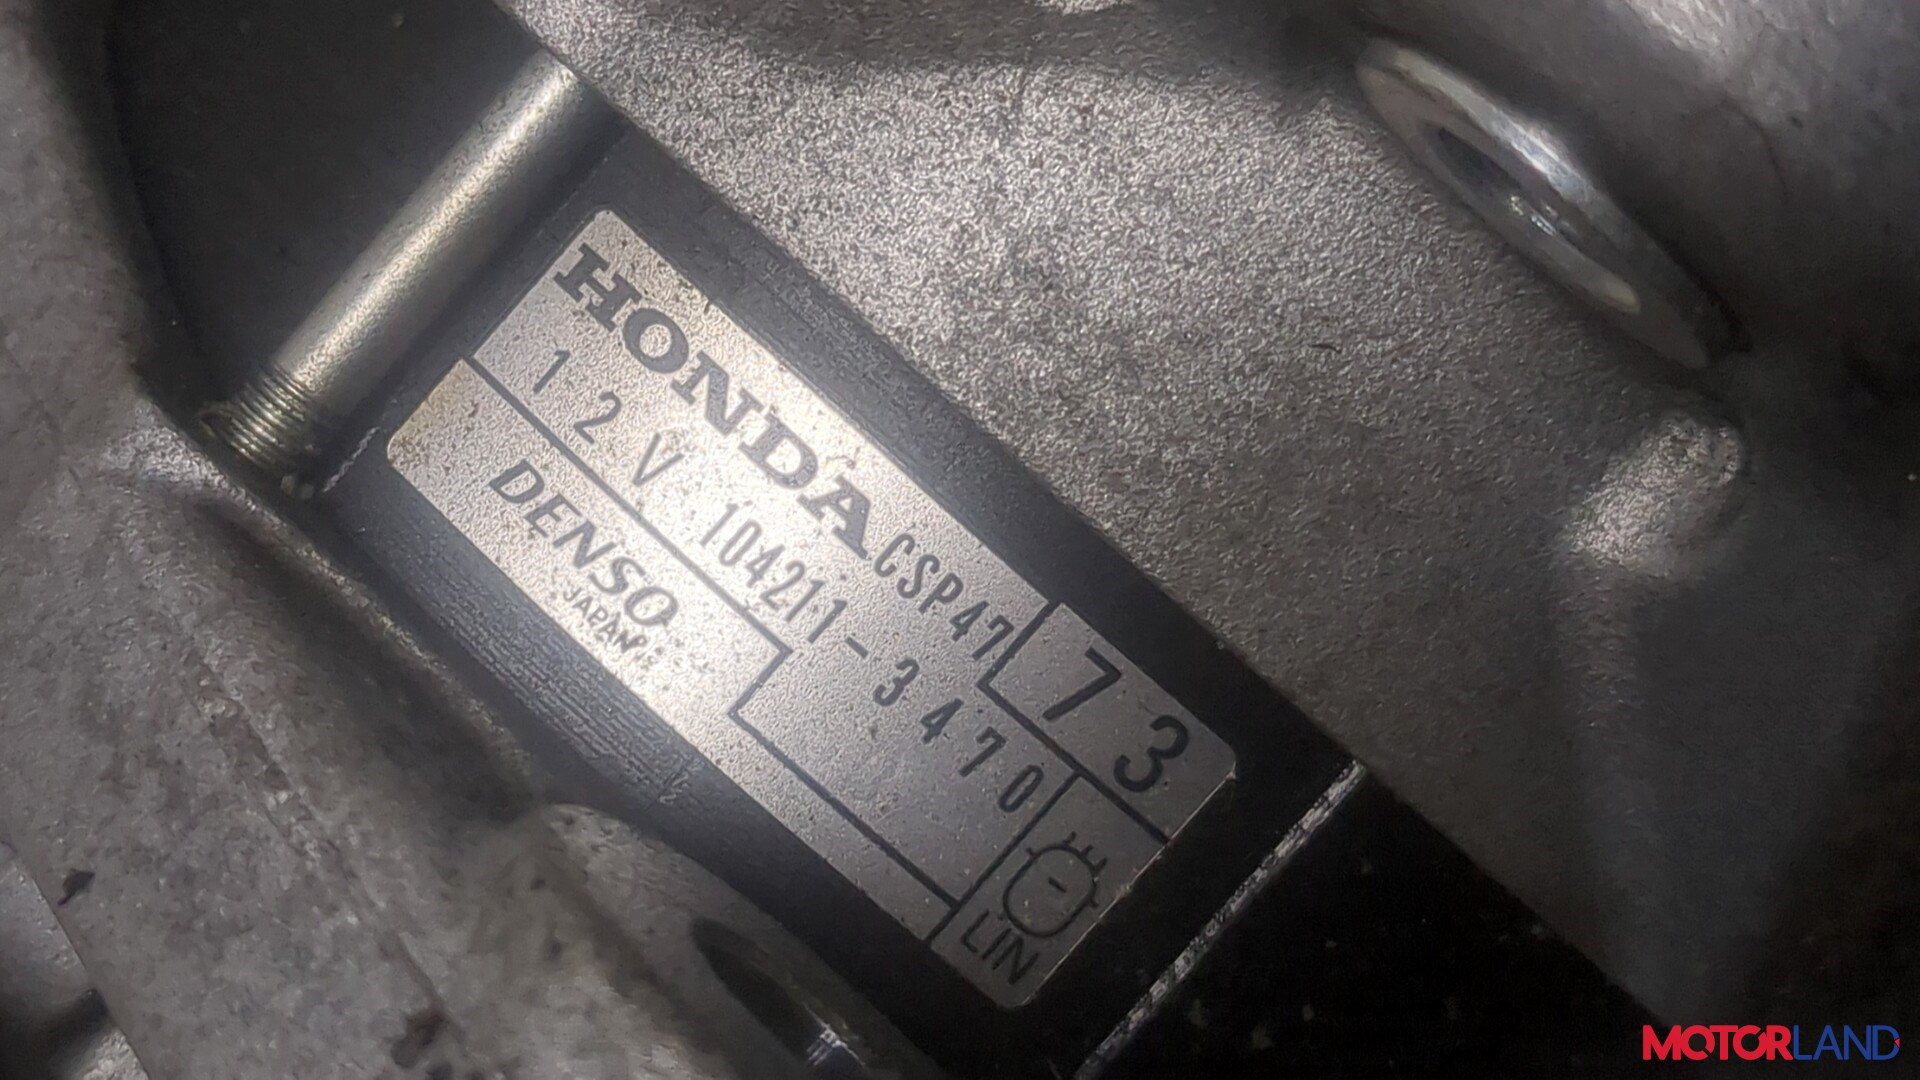 HONDA CSP47
73
12V 104211-3470
DENSO
JAPAN
LIN
MOTORLAND